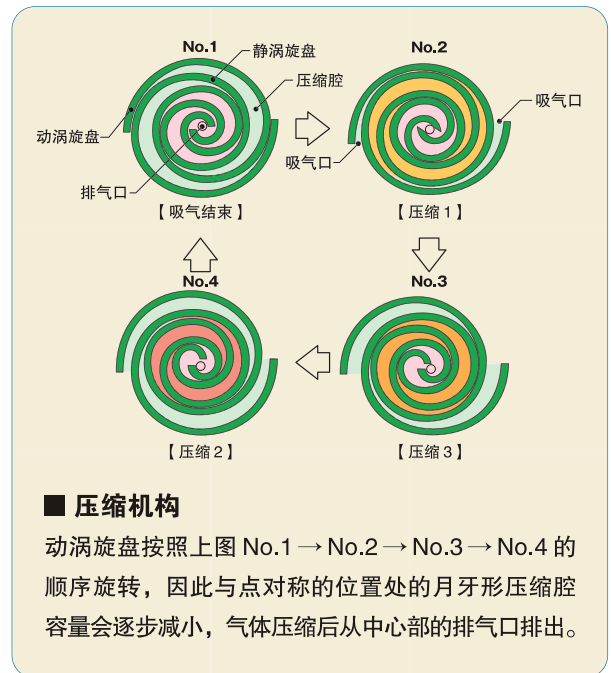 No.1
静涡旋盘
No.2
压缩腔
吸气口
动涡旋盘
吸气口
排气口
【吸气结束】
【压缩1】
No.4
No.3
【压缩2】
【压缩3】
■ 压缩机构
动涡旋盘按照上图 No.1→No.2→No.3→No.4 的
顺序旋转，因此与点对称的位置处的月牙形压缩腔
容量会逐步减小，气体压缩后从中心部的排气口排出。